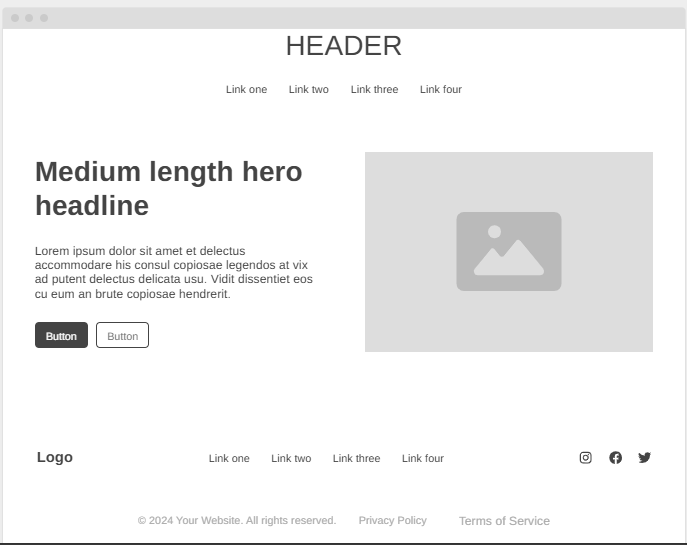 HEADER
Link one Link two Link three Link four
Medium length hero
headline
Lorem ipsum dolor sit amet et delectus
accommodare his consul copiosae legendos at vix
ad putent delectus delicata usu. Vidit dissentiet eos
cu eum an brute copiosae hendrerit.
Button Button
Logo Link one Link two Link three Link four
© 2024 Your Website. All rights reserved. Privacy Policy Terms of Service